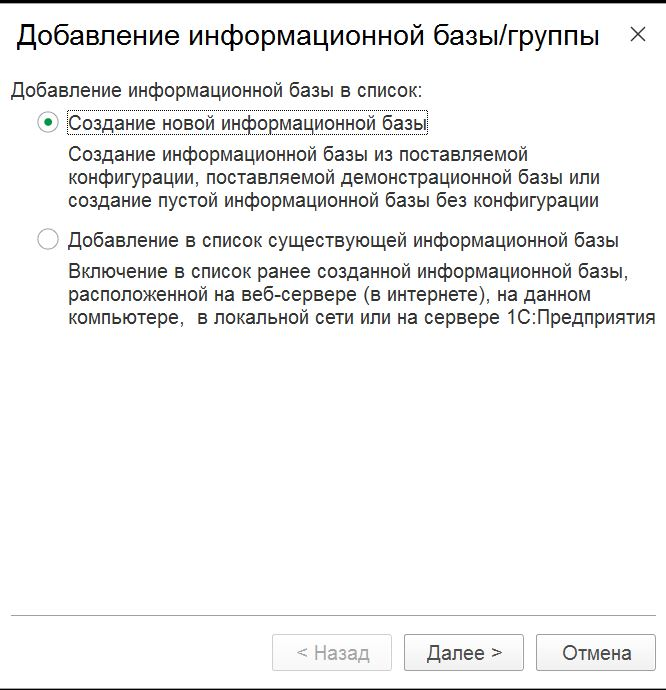 Добавление информационной базы/группы
Добавление информационной базы в список:
Создание новой информационной базы
Создание информационной базы из поставляемой
конфигурации, поставляемой демонстрационной базы или
создание пустой информационной базы без конфигурации
Добавление в список существующей информационной базы
Включение в список ранее созданной информационной базы,
расположенной на веб-сервере (в интернете), на данном
компьютере,  в локальной сети или на сервере 1С:Предприятия
< Назад
Далее >
Отмена